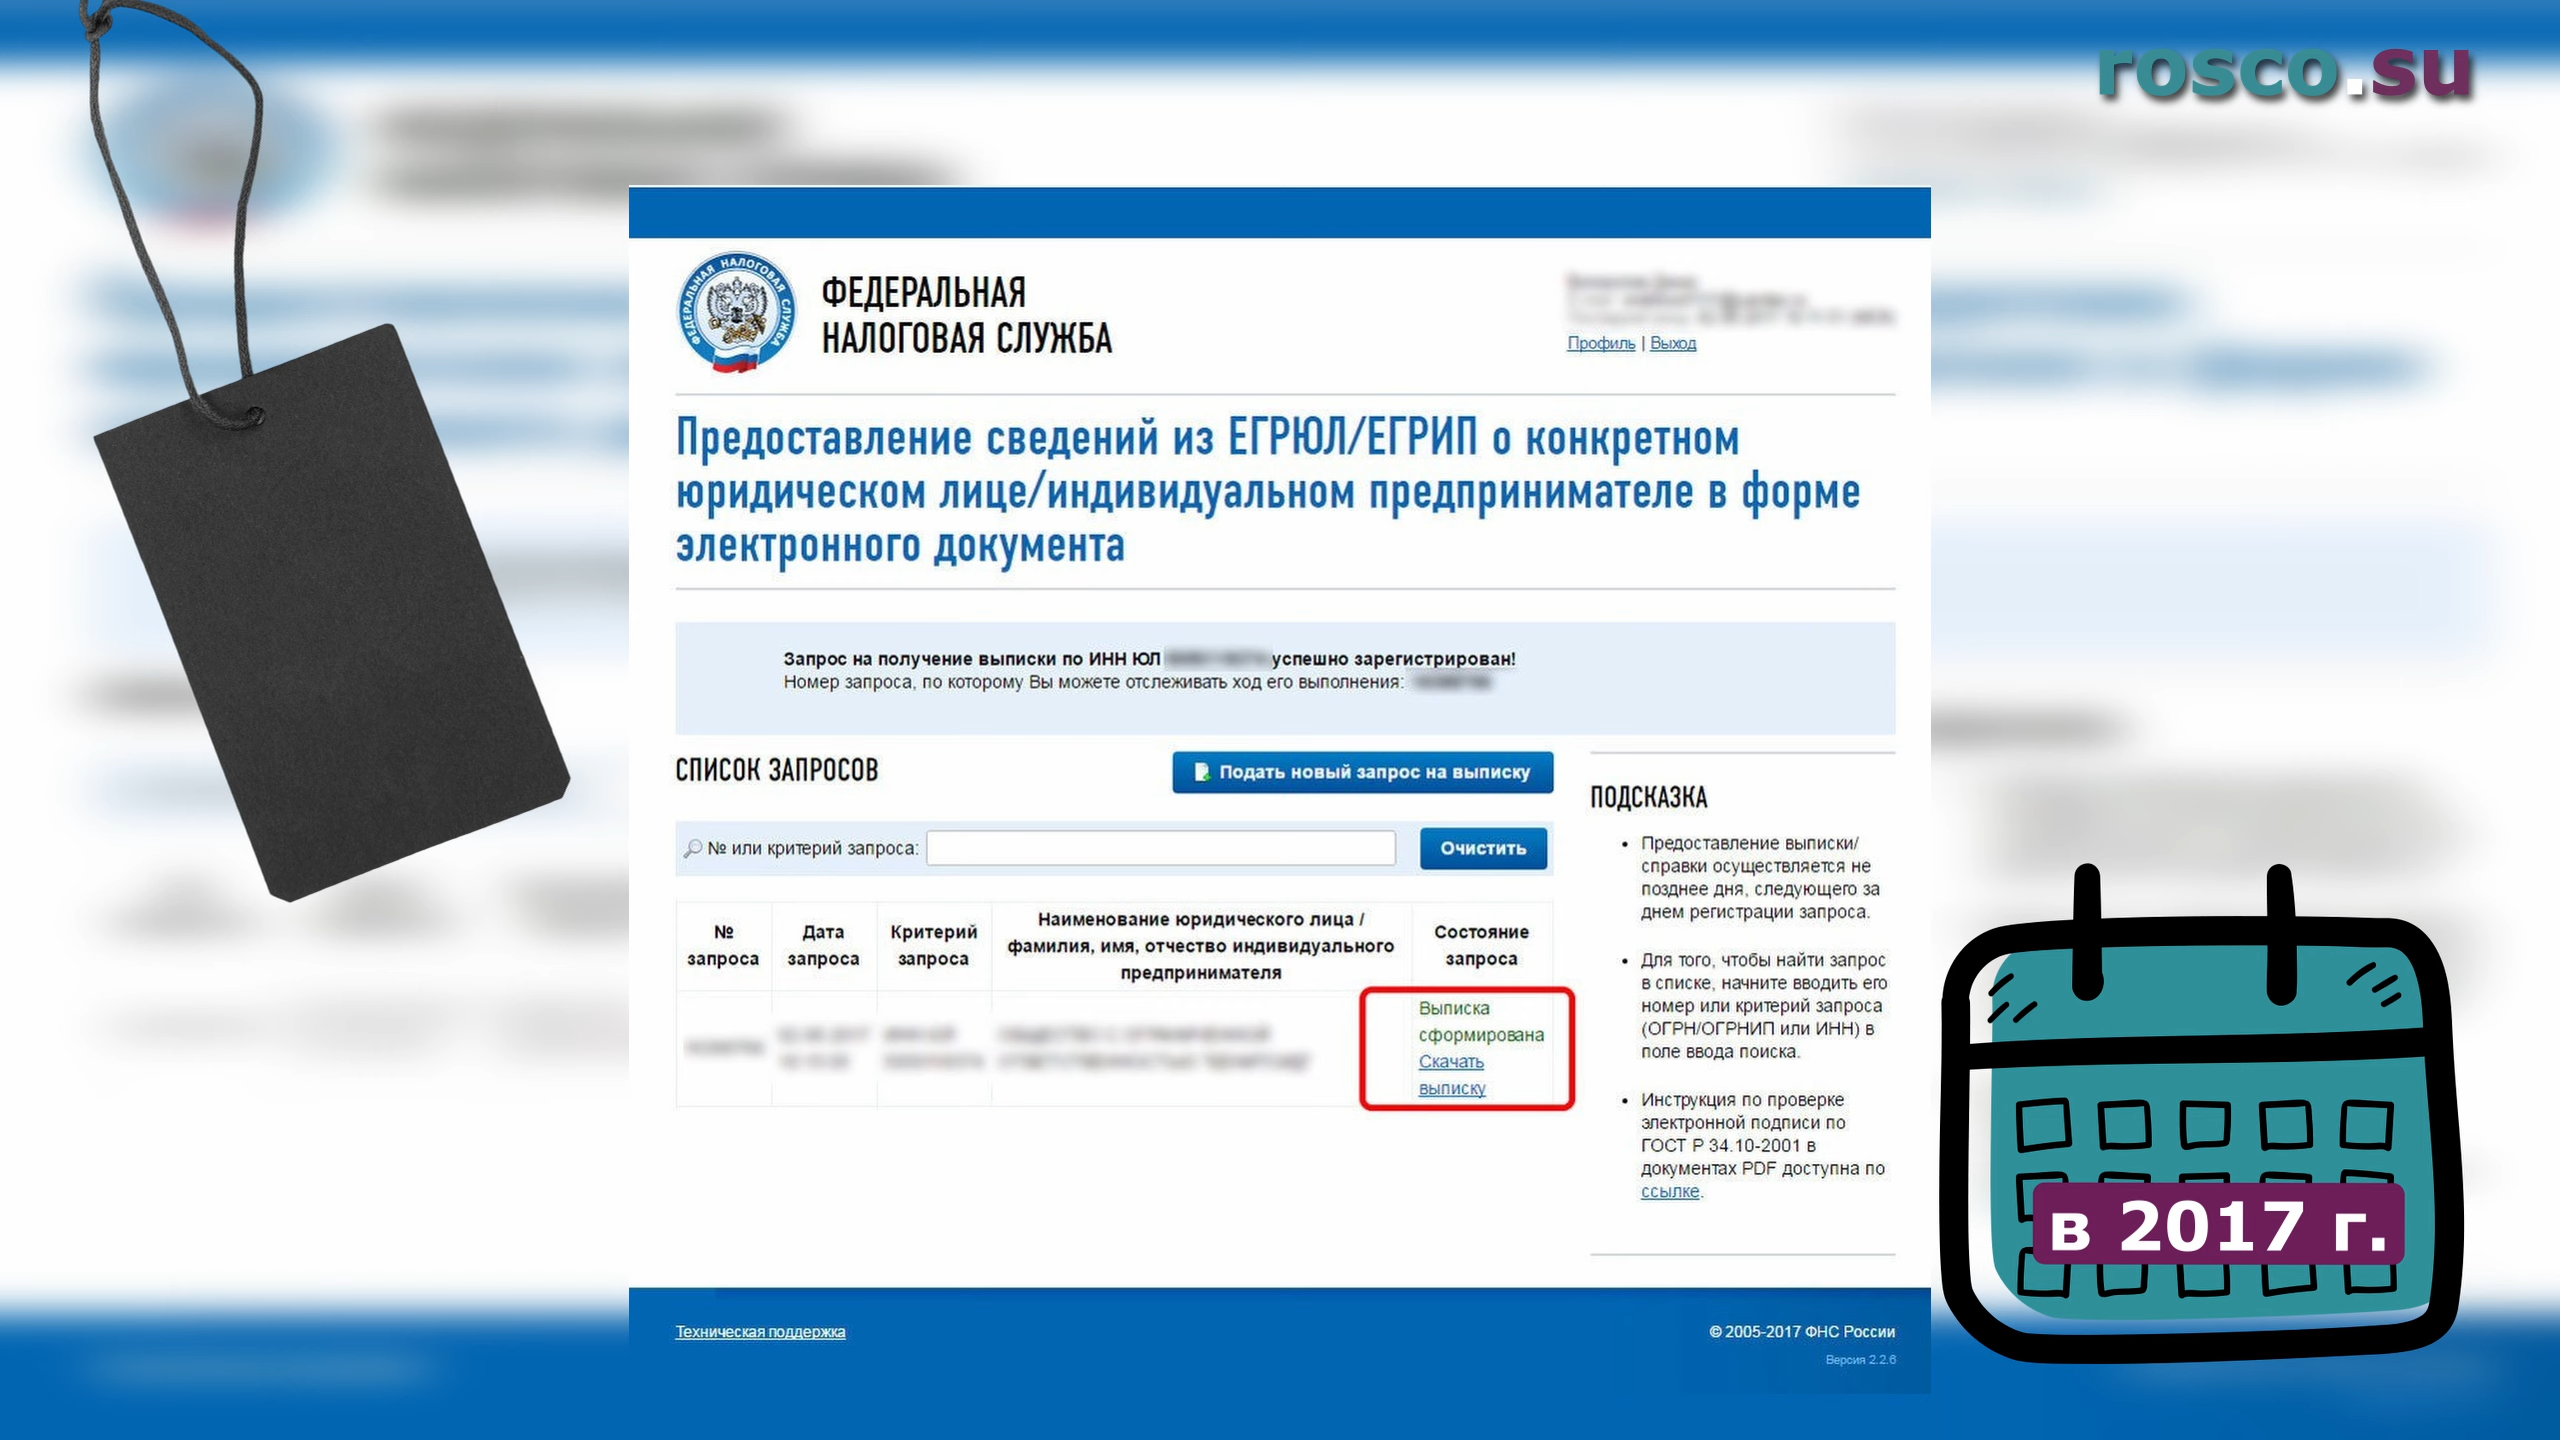 rosco.su
ФЕДЕРАЛЬНАЯ НАЛОГОВАЯ СЛУЖБА
ФЕДЕРАЛЬНАЯ
НАЛОГОВАЯ СЛУЖБА
Профиль | Выход
Предоставление сведений из ЕГРЮЛ/ЕГРИП о конкретном
юридическом лице/индивидуальном предпринимателе в форме
электронного документа
Запрос на получение выписки по ИНН ЮЛ успешно зарегистрирован!
Номер запроса, по которому Вы можете отслеживать ход его выполнения:
СПИСОК ЗАПРОСОВ
Подать новый запрос на выписку
№ или критерий запроса:
Очистить
№
запроса
Дата
запроса
Критерий
запроса
Наименование юридического лица /
фамилия, имя, отчество индивидуального
предпринимателя
Состояние
запроса
Выписка
сформирована
Скачать
выписку
ПОДСКАЗКА
• Предоставление выписки/
справки осуществляется не
позднее дня, следующего за
днем регистрации запроса.
• Для того, чтобы найти запрос
в списке, начните вводить его
номер или критерий запроса
(ОГРН/ОГРНИП или ИНН) в
поле ввода поиска.
• Инструкция по проверке
электронной подписи по
ГОСТ Р 34.10-2001 в
документах PDF доступна по
ссылке.
в 2017 г.
Техническая поддержка
© 2005-2017 ФНС России
Версия 2.2.6